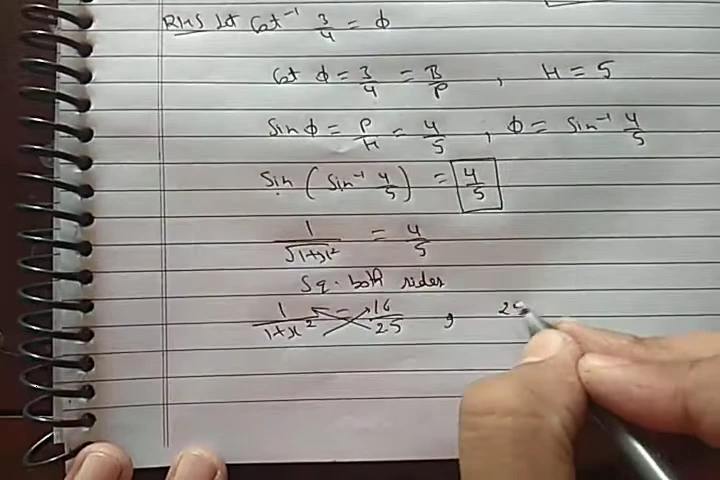 RHS let Cot⁻¹ 3/4 = ϕ
Cot ϕ = 3/4 = B/P , H = 5
Sin ϕ = P/H = 4/5 , ϕ = Sin⁻¹ 4/5
Sin (Sin⁻¹ 4/5) = 4/5
1/√(1+x²) = 4/5
Sq. both sides
1/(1+x²) = 16/25 , 25